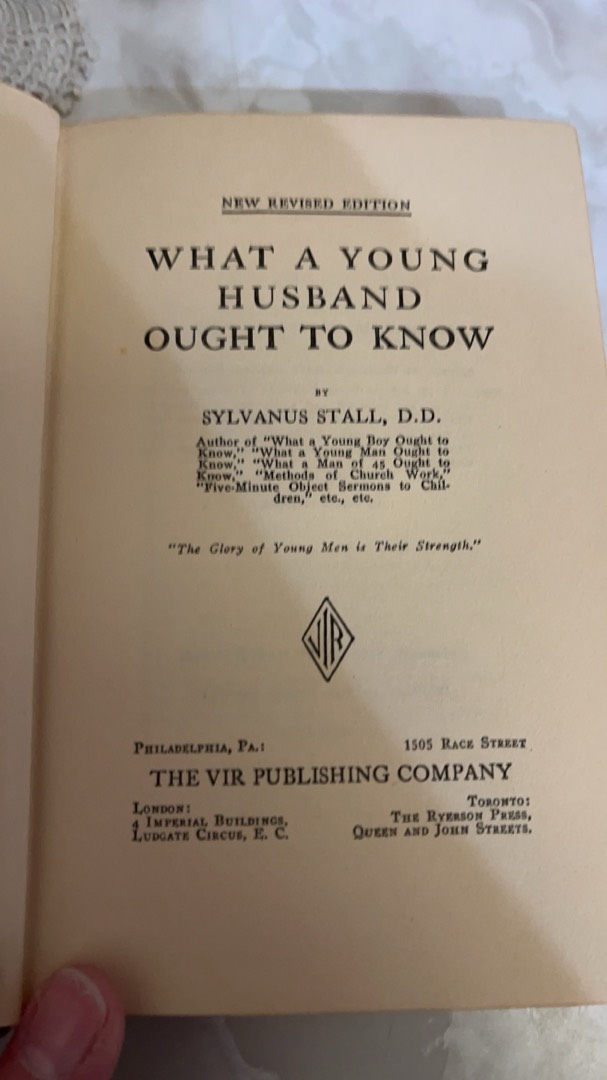 NEW REVISED EDITION
WHAT A YOUNG
HUSBAND
OUGHT TO KNOW
BY
SYLVANUS STALL, D.D.
Author of "What a Young Boy Ought to
Know," "What a Young Man Ought to
Know," "What a Man of 45 Ought to
Know," "Methods of Church Work,"
"Five-Minute Object Sermons to Chil-
dren," etc., etc.
"The Glory of Young Men is Their Strength."
VIR
PHILADELPHIA, PA.: 1505 RACE STREET
THE VIR PUBLISHING COMPANY
LONDON: TORONTO:
4 IMPERIAL BUILDINGS, THE RYERSON PRESS,
LUDGATE CIRCUS, E. C. QUEEN AND JOHN STREETS.